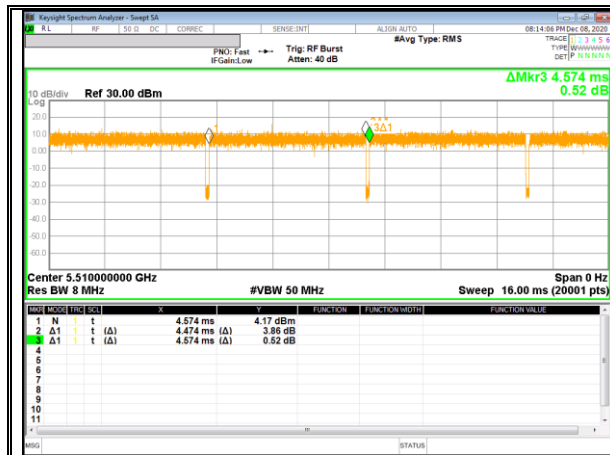 Keysight Spectrum Analyzer - Swept SA
RL RF 50 Ω DC CORREC SENSE:INT ALIGN AUTO 08:14:06 PM Dec 08, 2020
#Avg Type: RMS TRACE 1 2 3 4 5 6
PNO: Fast Trig: RF Burst TYPE W
IFGain:Low Atten: 40 dB DET P N N N N N
ΔMkr3 4.574 ms
0.52 dB
10 dB/div Ref 30.00 dBm
Log
20.0
10.0
0.00
-10.0
-20.0
-30.0
-40.0
-50.0
-60.0
3Δ1
Center 5.510000000 GHz Span 0 Hz
Res BW 8 MHz #VBW 50 MHz Sweep 16.00 ms (20001 pts)
MKR MODE TRC SCL X Y FUNCTION FUNCTION WIDTH FUNCTION VALUE
1 N 1 t 4.574 ms 4.17 dBm
2 Δ1 1 t (Δ) 4.474 ms (Δ) 3.86 dB
3 Δ1 1 t (Δ) 4.574 ms (Δ) 0.52 dB
4
5
6
7
8
9
10
11
MSG STATUS